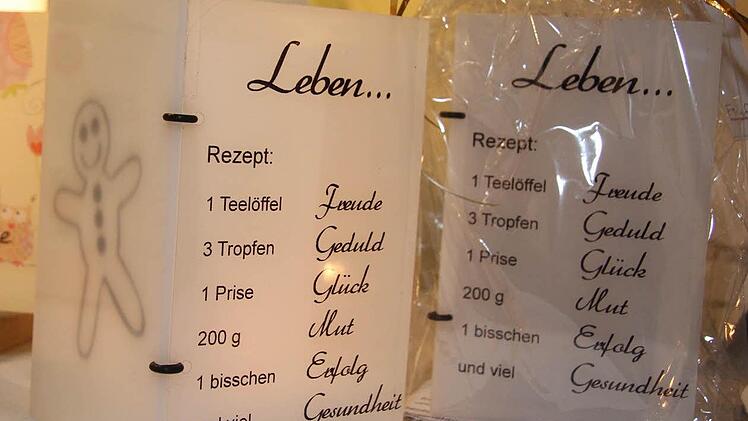 Leben...
Rezept:
1 Teelöffel Freude
3 Tropfen Geduld
1 Prise Glück
200 g Mut
1 bisschen Erfolg
viel Gesundheit
Leben...
Rezept:
1 Teelöffel Freude
3 Tropfen Geduld
1 Prise Glück
200 g Mut
1 bisschen Erfolg
und viel Gesundheit